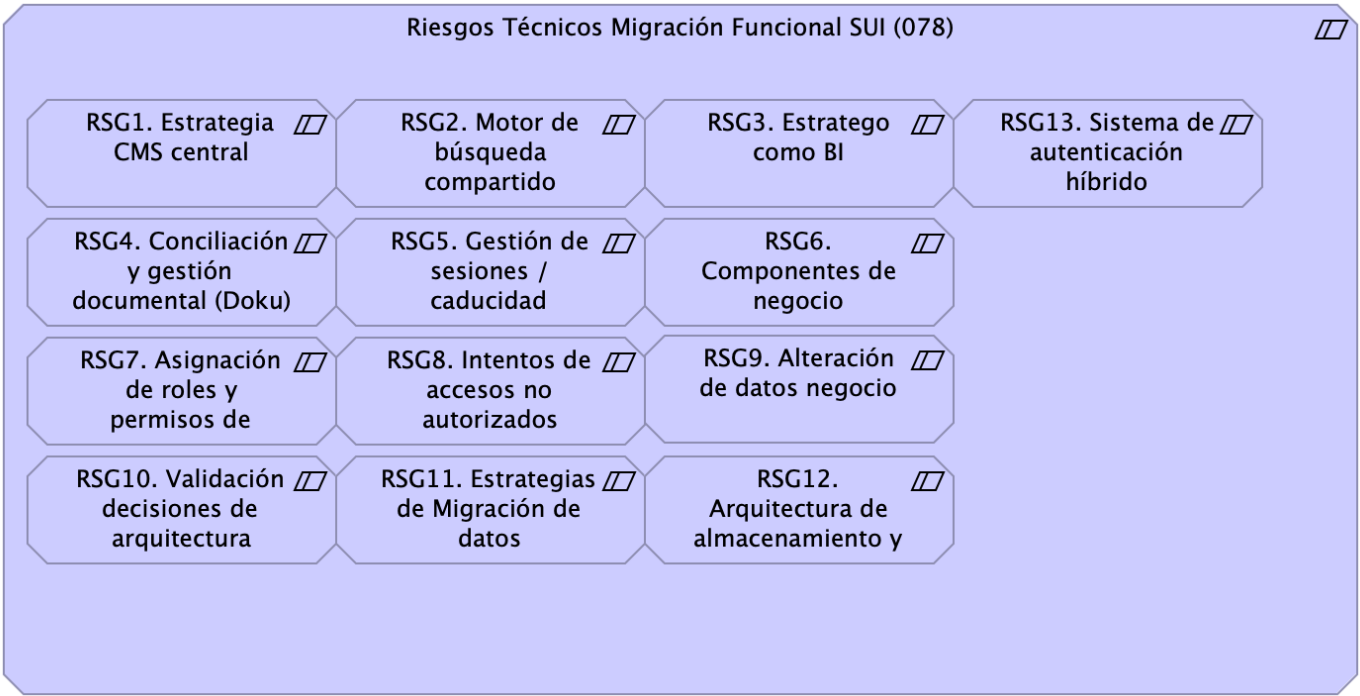 Riesgos Técnicos Migración Funcional SUI (078)
RSG1. Estrategia
CMS central
RSG2. Motor de
búsqueda
compartido
RSG3. Estratego
como BI
RSG13. Sistema de
autenticación
híbrido
RSG4. Conciliación
y gestión
documental (Doku)
RSG5. Gestión de
sesiones /
caducidad
RSG6.
Componentes de
negocio
RSG7. Asignación
de roles y
permisos de
RSG8. Intentos de
accesos no
autorizados
RSG9. Alteración
de datos negocio
RSG10. Validación
decisiones de
arquitectura
RSG11. Estrategias
de Migración de
datos
RSG12.
Arquitectura de
almacenamiento y